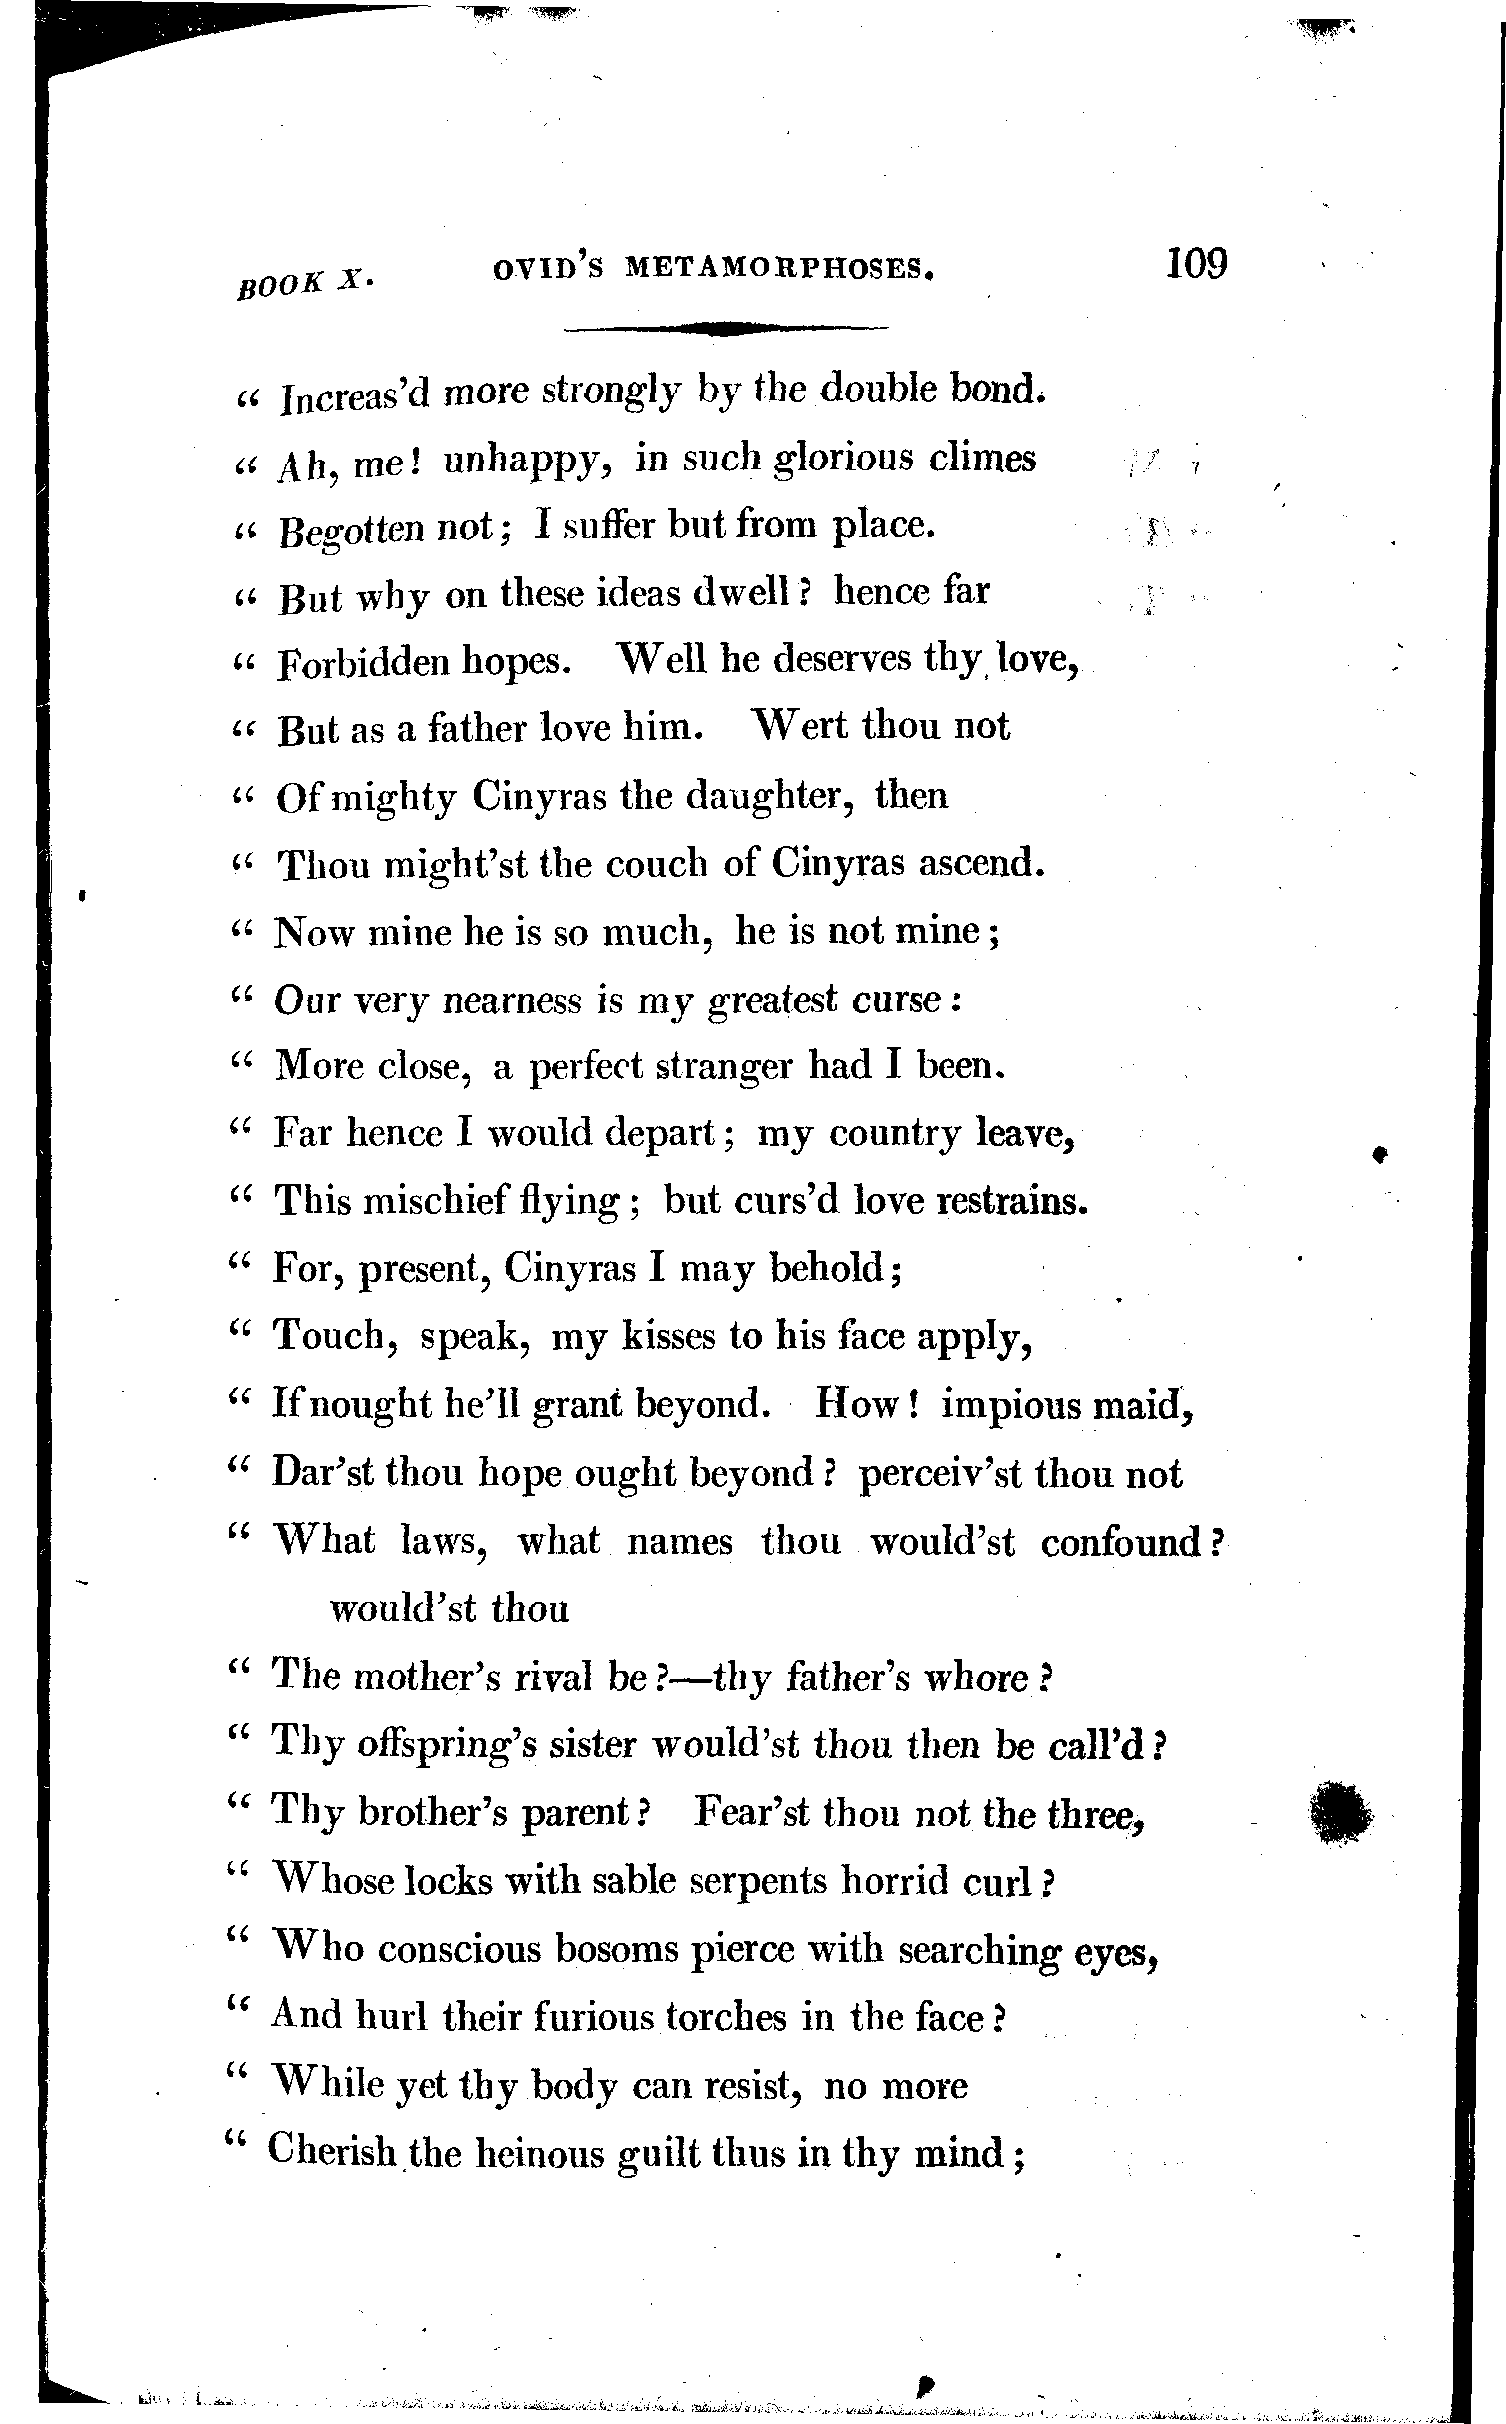 BOOK X. OVID'S METAMORPHOSES. 109
“ Increas'd more strongly by the double bond.
“ Ah, me! unhappy, in such glorious climes
“ Begotten not; I suffer but from place.
“ But why on these ideas dwell? hence far
“ Forbidden hopes. Well he deserves thy love,
“ But as a father love him. Wert thou not
“ Of mighty Cinyras the daughter, then
“ Thou might'st the couch of Cinyras ascend.
“ Now mine he is so much, he is not mine;
“ Our very nearness is my greatest curse:
“ More close, a perfect stranger had I been.
“ Far hence I would depart; my country leave,
“ This mischief flying; but curs'd love restrains.
“ For, present, Cinyras I may behold;
“ Touch, speak, my kisses to his face apply,
“ If nought he'll grant beyond. How! impious maid,
“ Dar'st thou hope ought beyond? perceiv'st thou not
“ What laws, what names thou would'st confound?
would'st thou
“ The mother's rival be?—thy father's whore?
“ Thy offspring's sister would'st thou then be call'd?
“ Thy brother's parent? Fear'st thou not the three,
“ Whose locks with sable serpents horrid curl?
“ Who conscious bosoms pierce with searching eyes,
“ And hurl their furious torches in the face?
“ While yet thy body can resist, no more
“ Cherish the heinous guilt thus in thy mind;